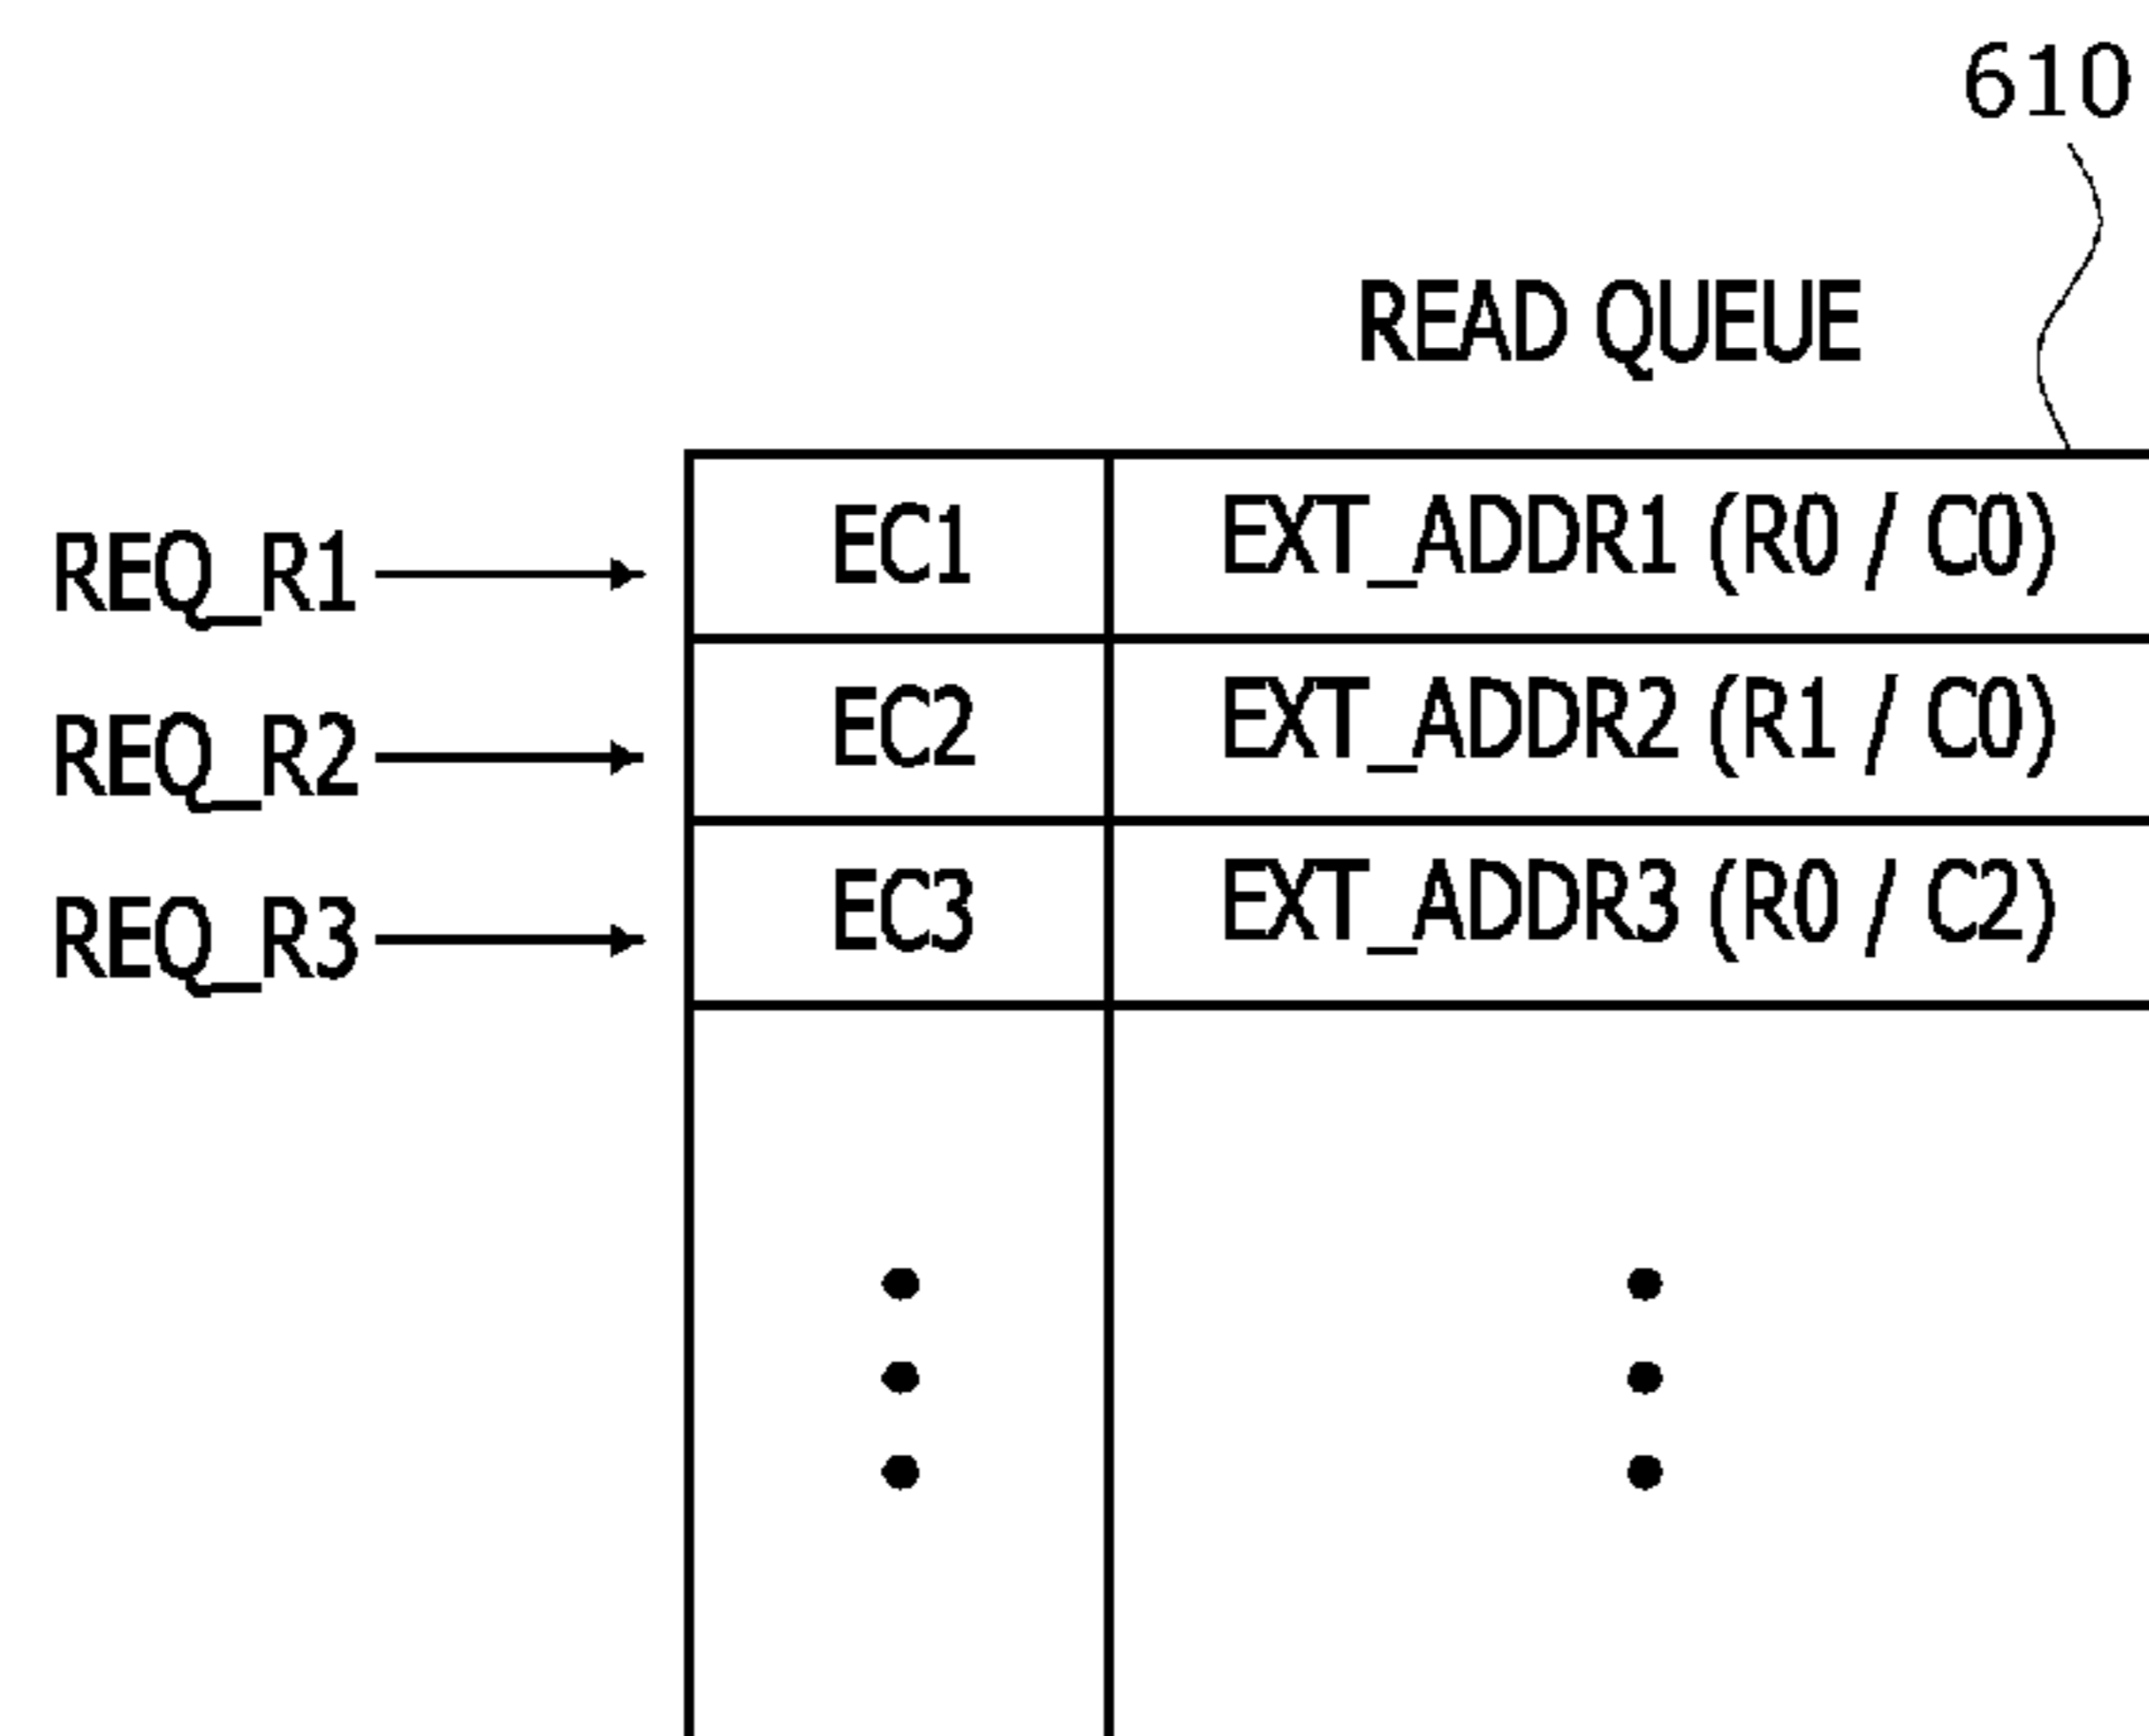 610
READ QUEUE
REQ_R1 EC1 EXT_ADDR1 (R0 / C0)
REQ_R2 EC2 EXT_ADDR2 (R1 / C0)
REQ_R3 EC3 EXT_ADDR3 (R0 / C2)